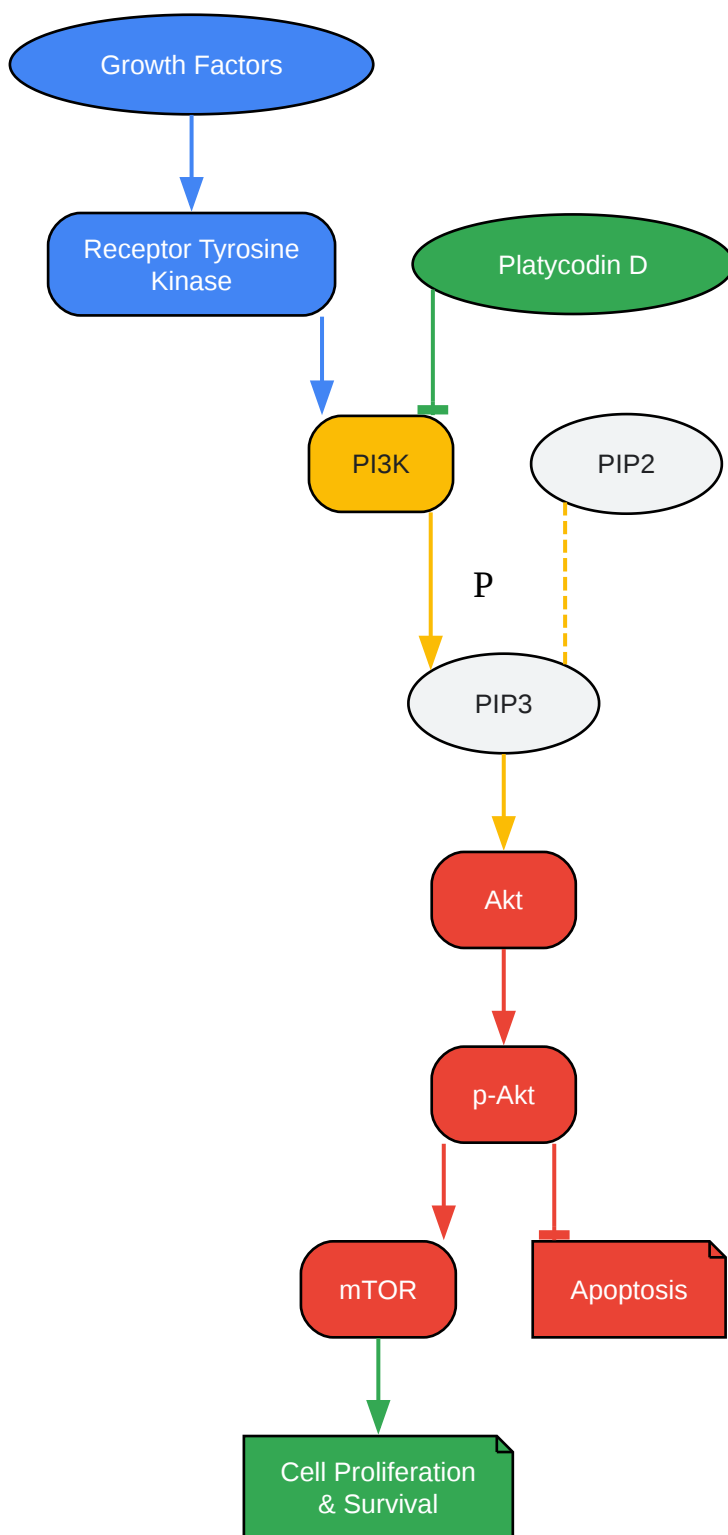 Growth Factors
Receptor Tyrosine
Kinase
Platycodin D
PI3K
PIP2
P
PIP3
Akt
p-Akt
mTOR
Apoptosis
Cell Proliferation
& Survival